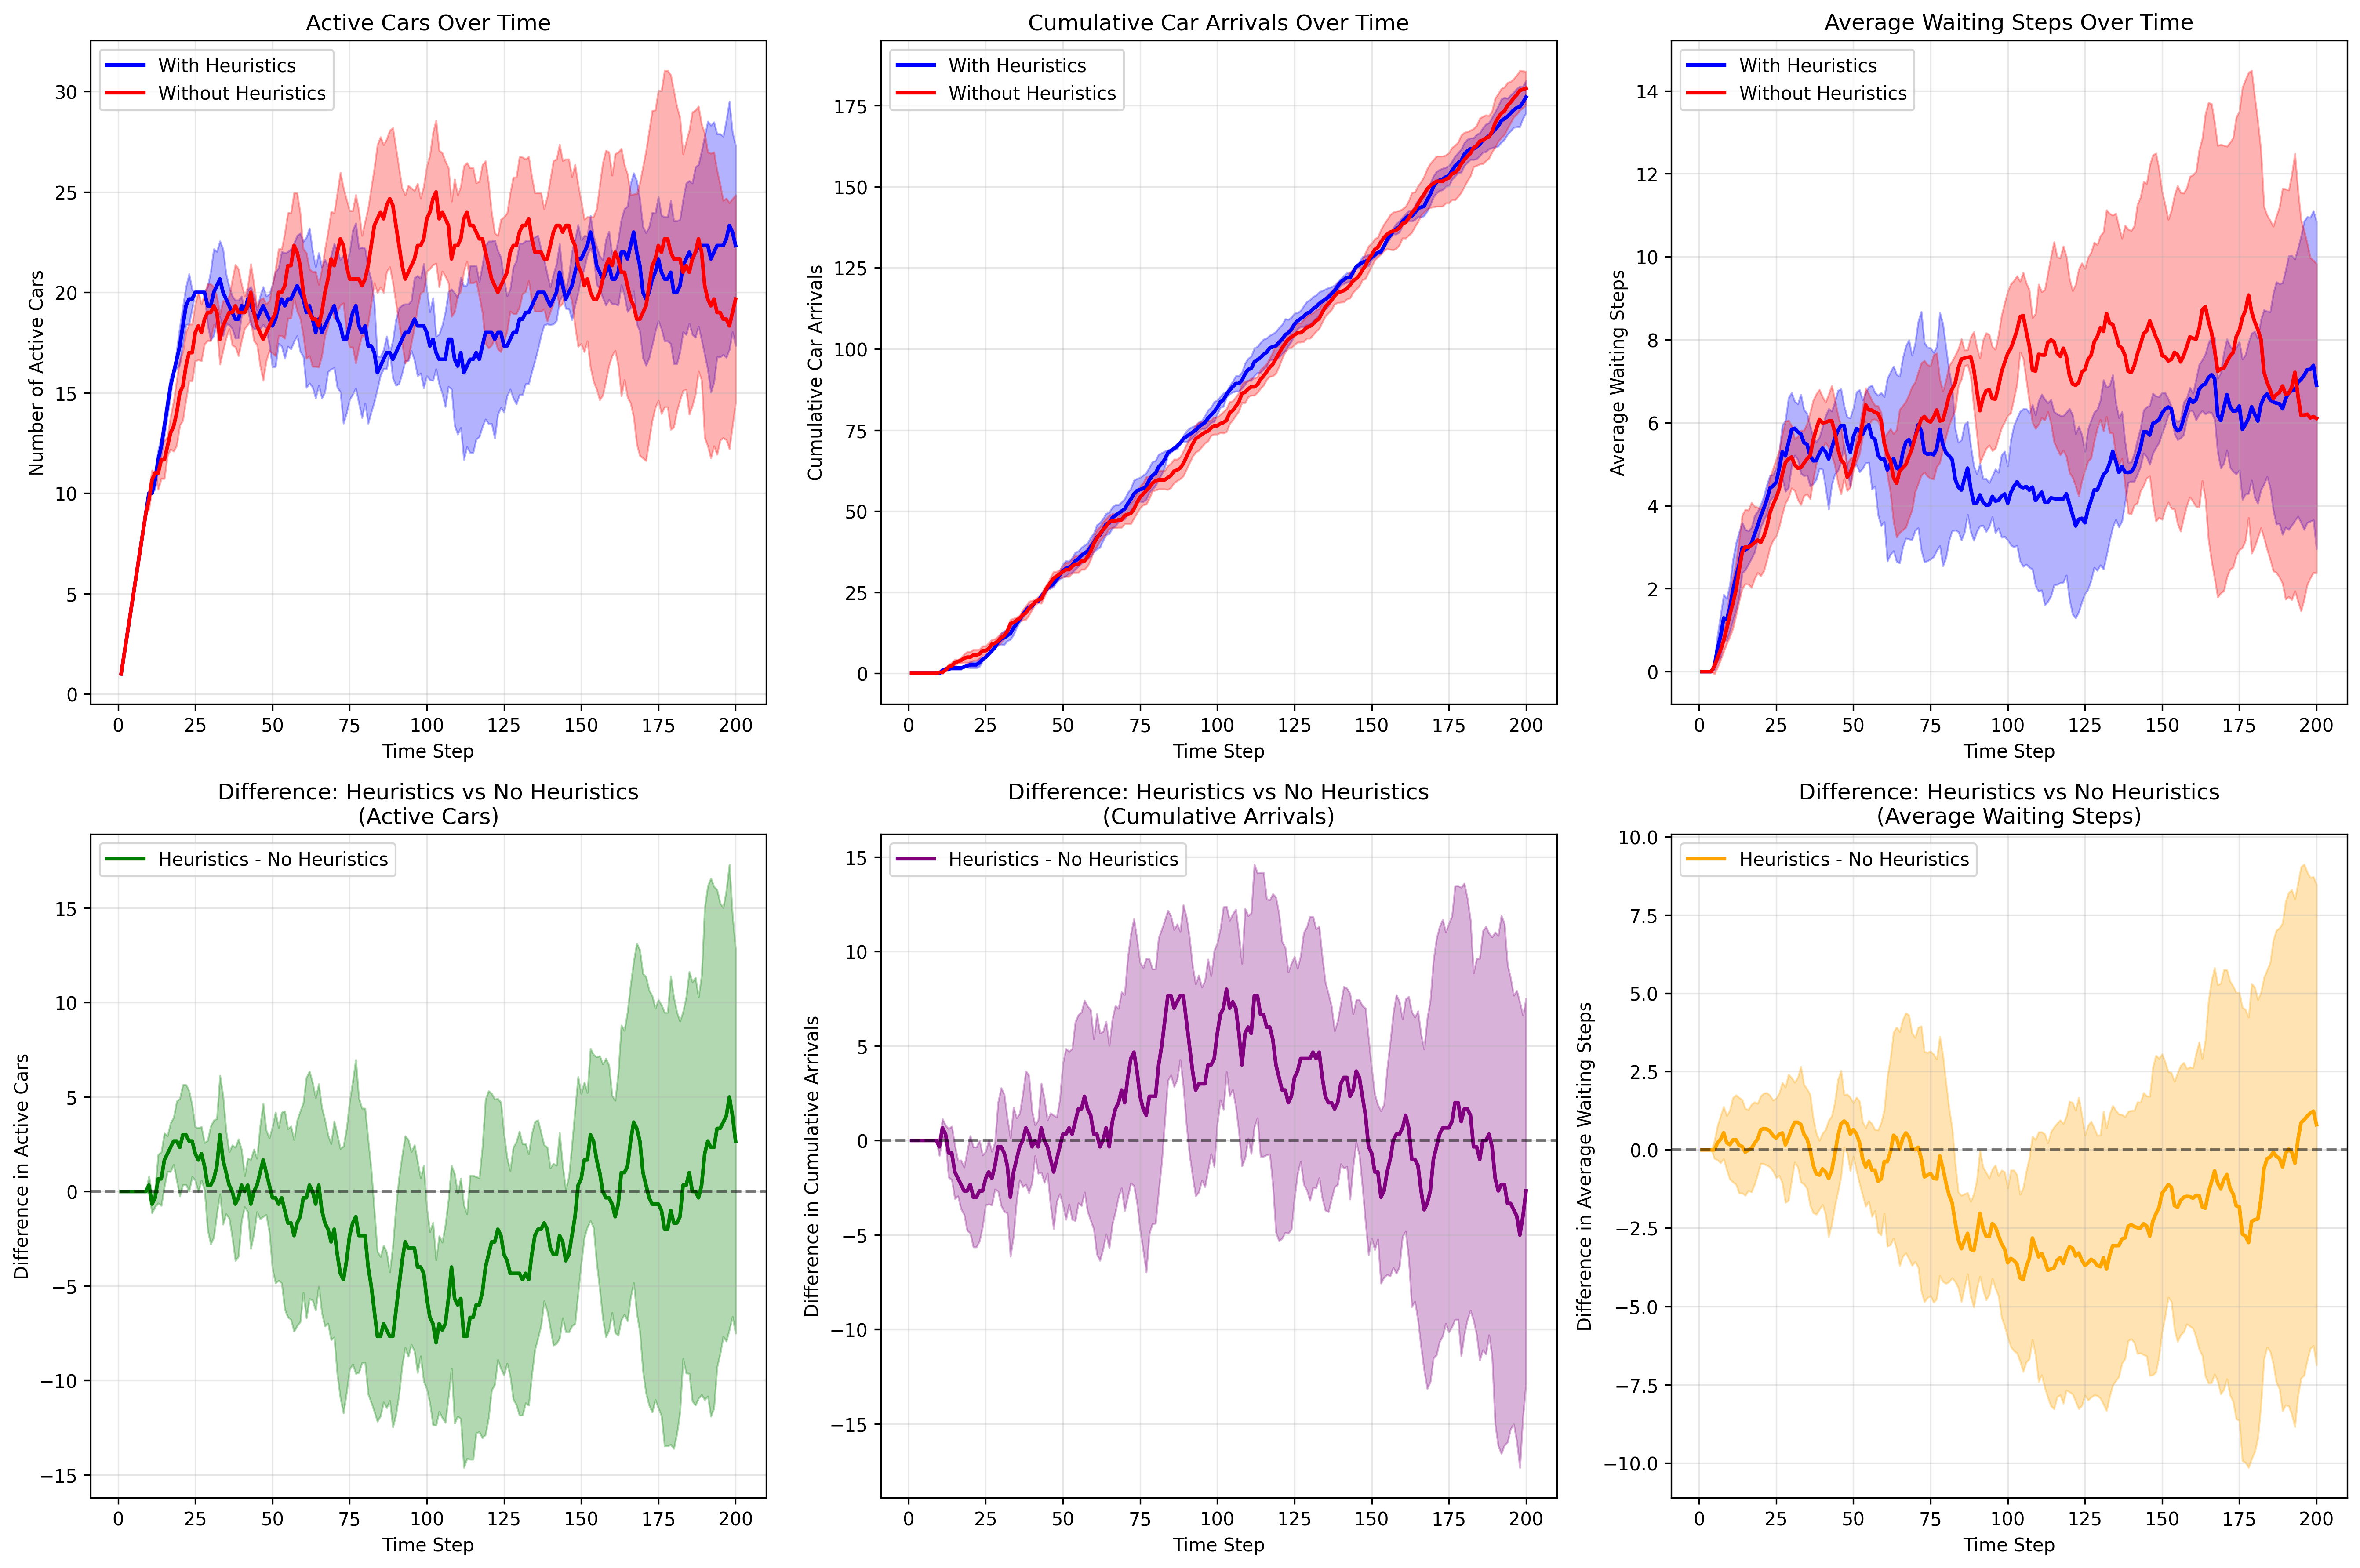 Active Cars Over Time
With Heuristics
Without Heuristics
Number of Active Cars
30
25
20
15
10
5
0
0 25 50 75 100 125 150 175 200
Time Step
Cumulative Car Arrivals Over Time
With Heuristics
Without Heuristics
Cumulative Car Arrivals
175
150
125
100
75
50
25
0
0 25 50 75 100 125 150 175 200
Time Step
Average Waiting Steps Over Time
With Heuristics
Without Heuristics
Average Waiting Steps
14
12
10
8
6
4
2
0
0 25 50 75 100 125 150 175 200
Time Step
Difference: Heuristics vs No Heuristics
(Active Cars)
Heuristics - No Heuristics
Difference in Active Cars
15
10
5
0
−5
−10
−15
0 25 50 75 100 125 150 175 200
Time Step
Difference: Heuristics vs No Heuristics
(Cumulative Arrivals)
Heuristics - No Heuristics
Difference in Cumulative Arrivals
15
10
5
0
−5
−10
−15
0 25 50 75 100 125 150 175 200
Time Step
Difference: Heuristics vs No Heuristics
(Average Waiting Steps)
Heuristics - No Heuristics
Difference in Average Waiting Steps
10.0
7.5
5.0
2.5
0.0
−2.5
−5.0
−7.5
−10.0
0 25 50 75 100 125 150 175 200
Time Step